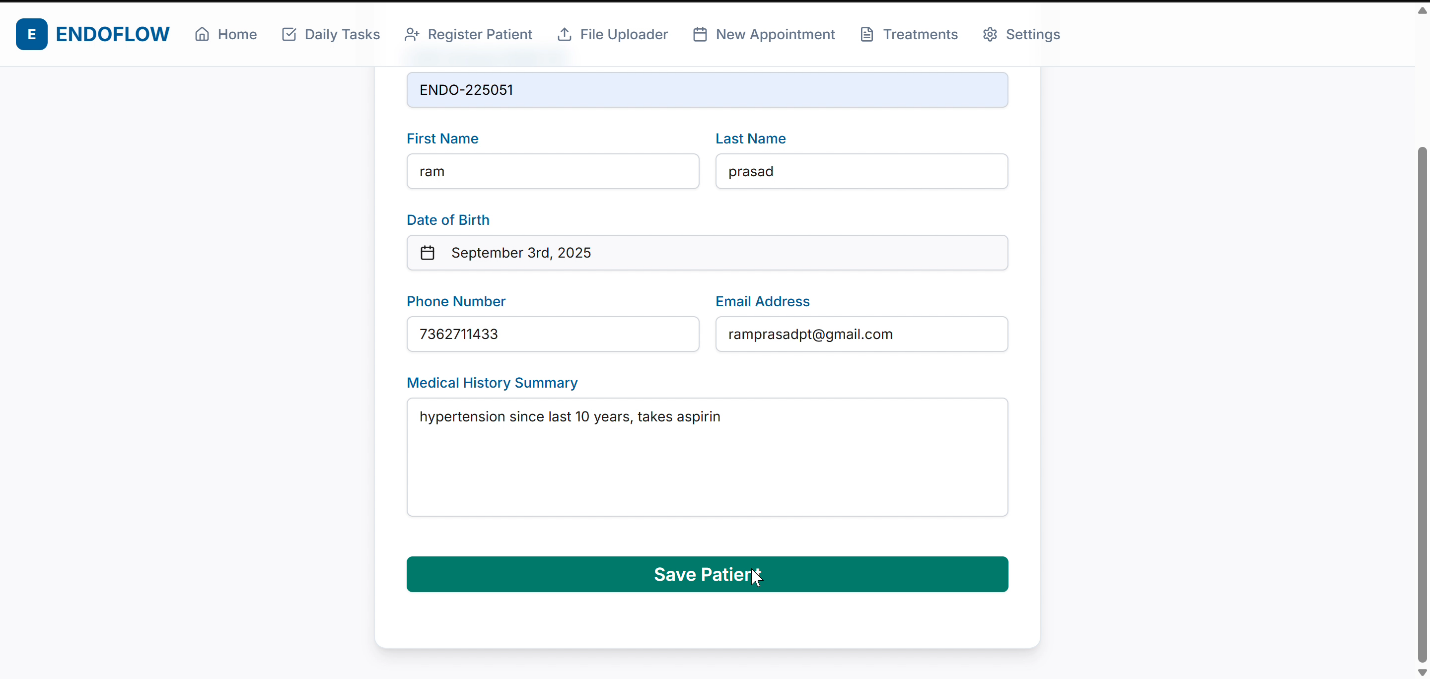 E ENDOFLOW Home Daily Tasks Register Patient File Uploader New Appointment Treatments Settings
ENDO-225051
First Name Last Name
ram prasad
Date of Birth
September 3rd, 2025
Phone Number Email Address
7362711433 ramprasadpt@gmail.com
Medical History Summary
hypertension since last 10 years, takes aspirin
Save Patient